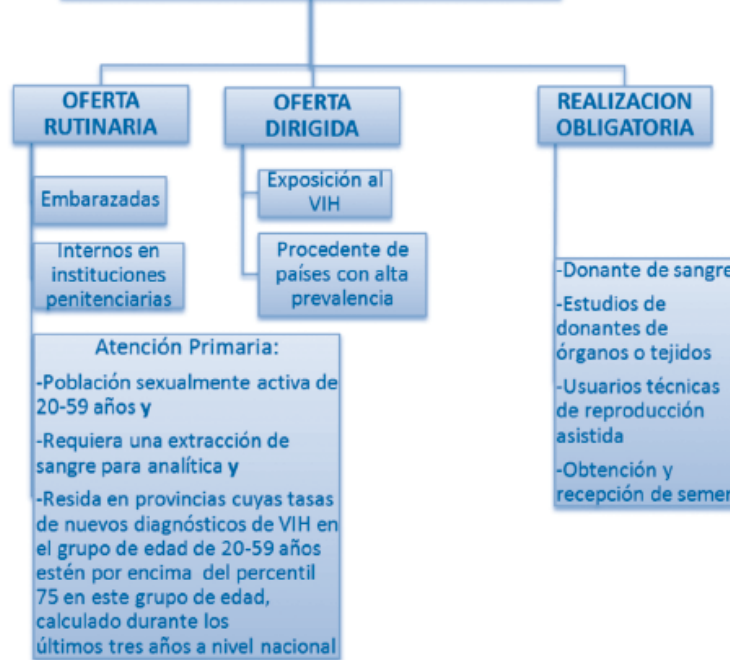 OFERTA
RUTINARIA
Embarazadas
Internos en
instituciones
penitenciarias
Atención Primaria:
-Población sexualmente activa de
20-59 años y
-Requiera una extracción de
sangre para analítica y
-Resida en provincias cuyas tasas
de nuevos diagnósticos de VIH en
el grupo de edad de 20-59 años
estén por encima del percentil
75 en este grupo de edad,
calculado durante los
últimos tres años a nivel nacional
OFERTA
DIRIGIDA
Exposición al
VIH
Procedente de
países con alta
prevalencia
REALIZACION
OBLIGATORIA
-Donante de sangre
-Estudios de
donantes de
órganos o tejidos
-Usuarios técnicas
de reproducción
asistida
-Obtención y
recepción de semen